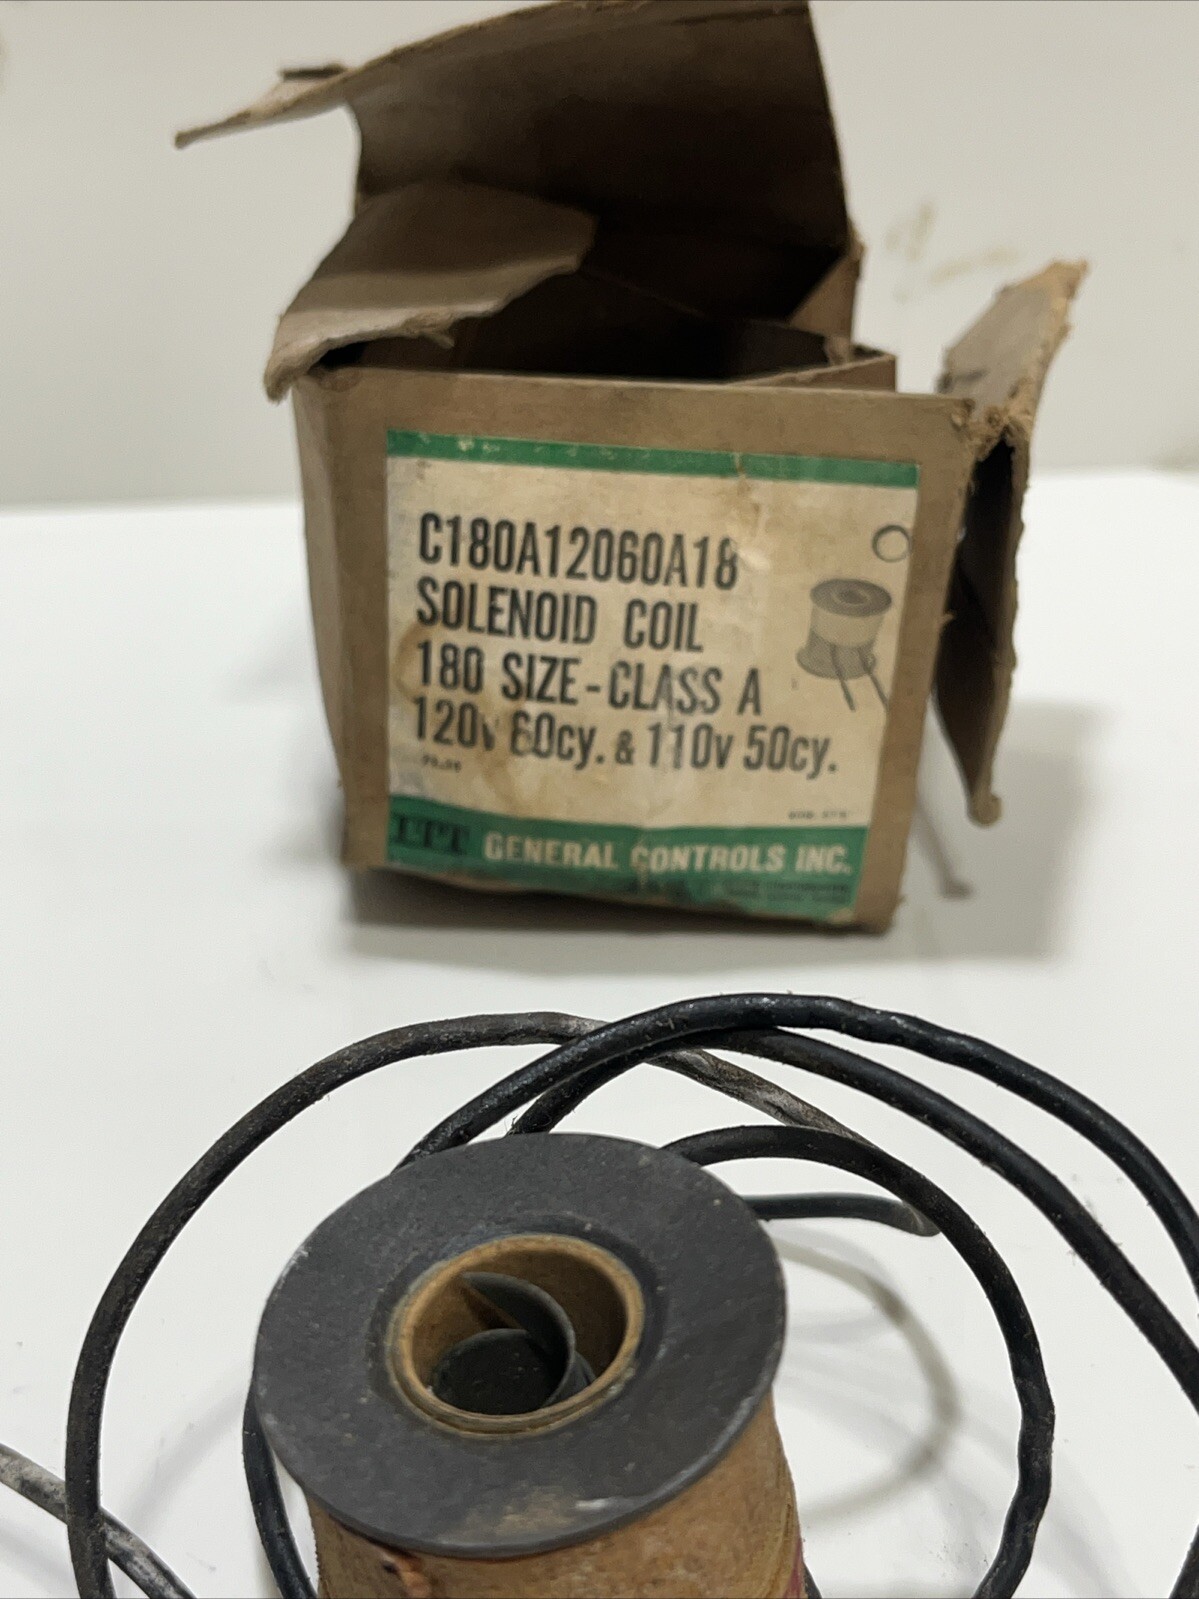 C180A12060A18
SOLENOID COIL
180 SIZE - CLASS A
120v 60cy. & 110v 50cy.
ITT GENERAL CONTROLS INC.